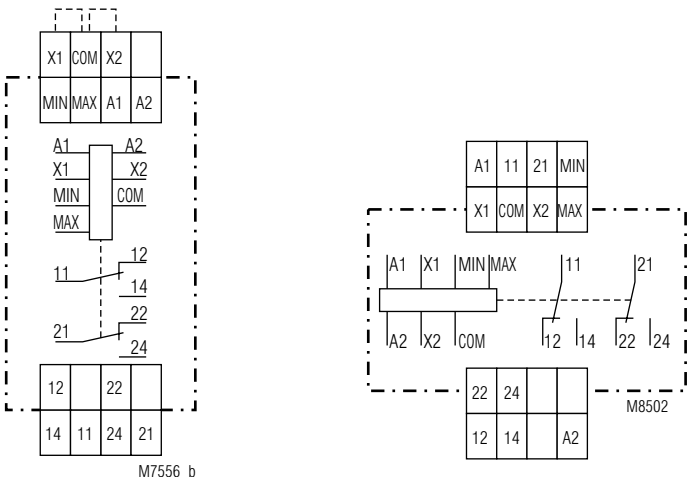 X1 COM X2
MIN MAX A1 A2
A1 A2
X1 X2
MIN COM
MAX
12
11
14
22
21
24
12 22
14 11 24 21
M7556 b
A1 11 21 MIN
X1 COM X2 MAX
A1 X1 MIN MAX 11 21
A2 X2 COM 12 14 22 24
22 24
M8502
12 14 A2